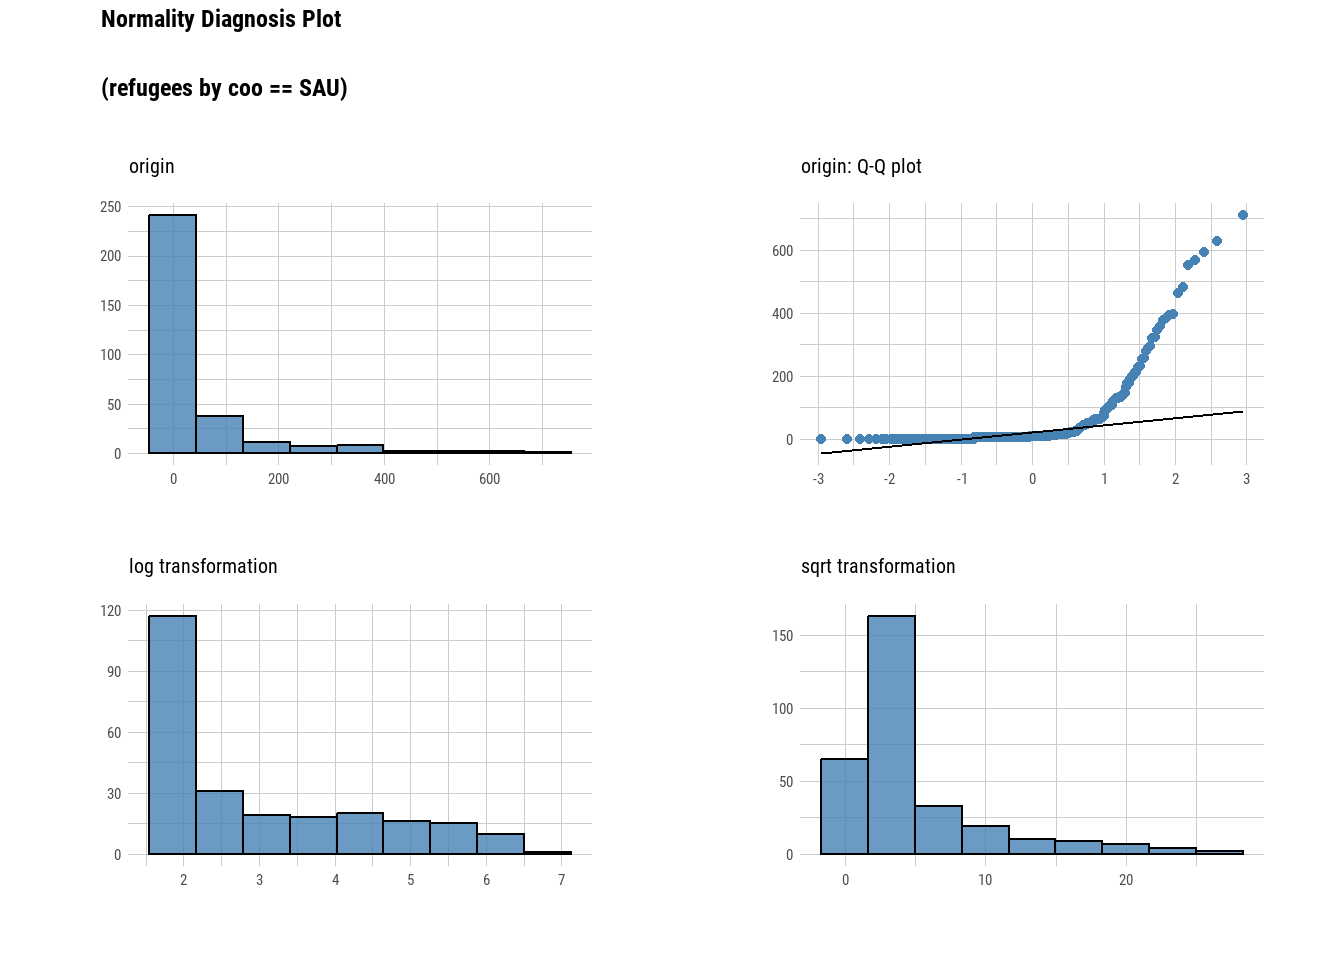 Normality Diagnosis Plot
(refugees by coo == SAU)
origin
250
200
150
100
50
0
0 200 400 600
origin: Q-Q plot
600
400
200
0
-3 -2 -1 0 1 2 3
log transformation
120
90
60
30
0
2 3 4 5 6 7
sqrt transformation
150
100
50
0
0 10 20